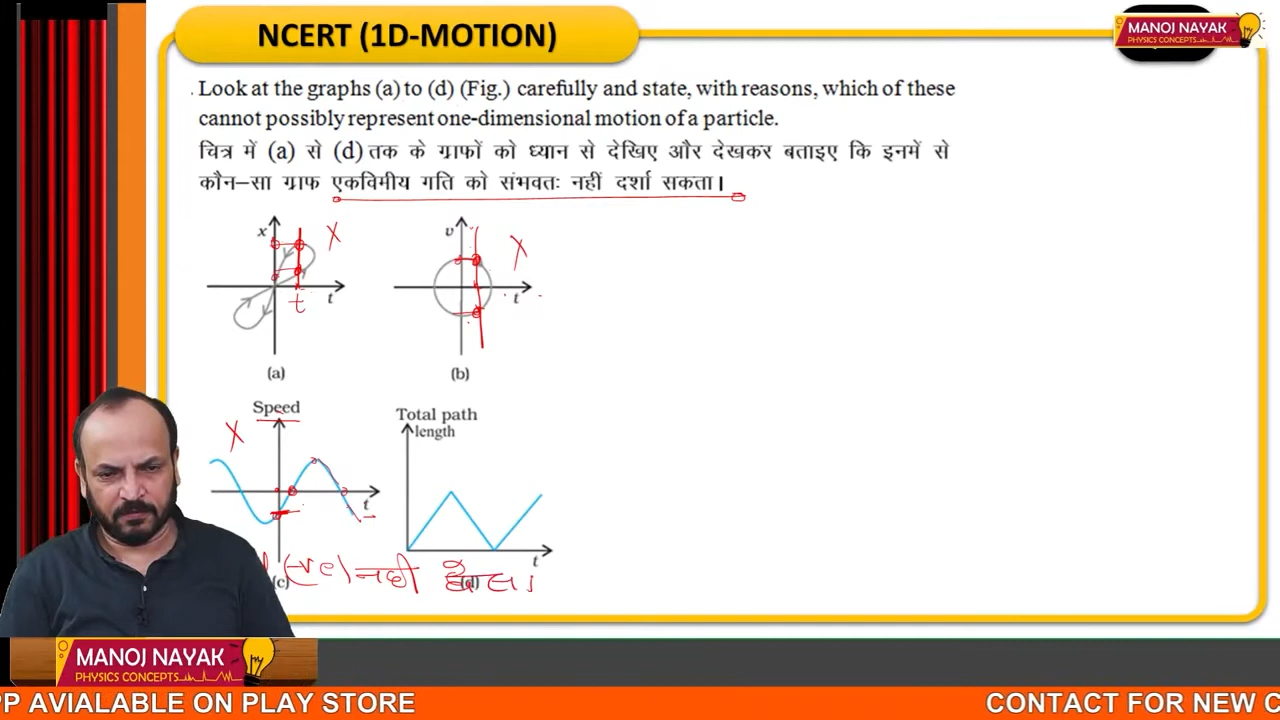 NCERT (1D-MOTION)
MANOJ NAYAK
PHYSICS CONCEPTS
Look at the graphs (a) to (d) (Fig.) carefully and state, with reasons, which of these
cannot possibly represent one-dimensional motion of a particle.
चित्र में (a) से (d) तक के ग्राफों को ध्यान से देखिए और देखकर बताइए कि इनमें से
कौन-सा ग्राफ एकविमीय गति को संभवतः नहीं दर्शा सकता।
x X v X
t t t
(a) (b)
Speed Total path
X length
t t
(-ve) नही
(c) (d)
MANOJ NAYAK
PHYSICS CONCEPTS
PP AVIALABLE ON PLAY STORE CONTACT FOR NEW C